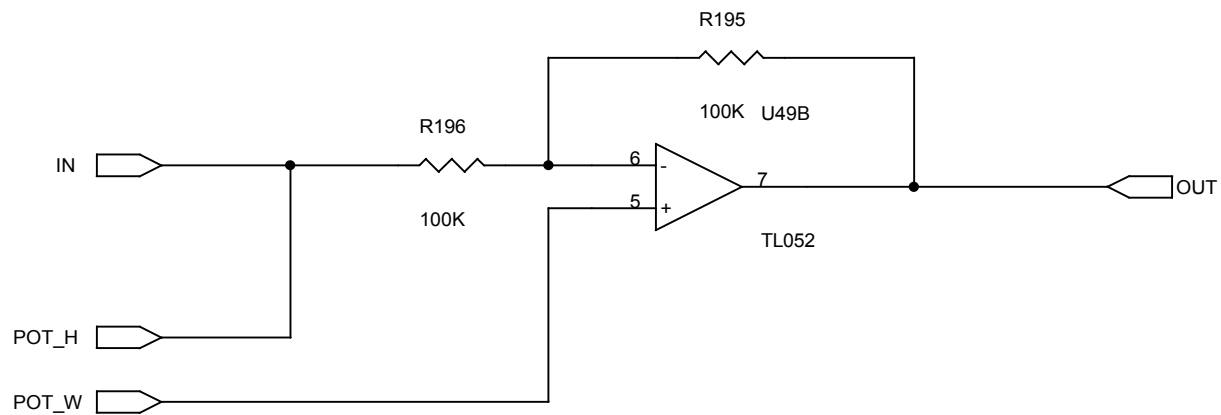 R195
100K U49B
R196
IN
6
-
7
OUT
5
+
100K
TL052
POT_H
POT_W